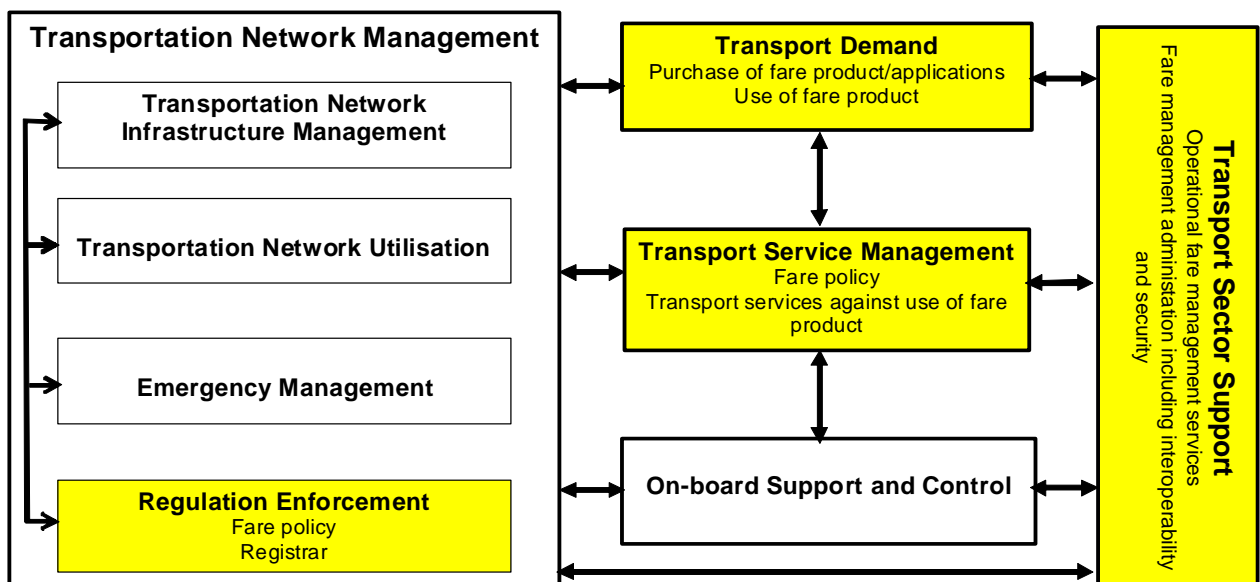 Transportation Network Management
Transportation Network
Infrastructure Management
Transportation Network Utilisation
Emergency Management
Regulation Enforcement
Fare policy
Registrar
Transport Demand
Purchase of fare product/applications
Use of fare product
Transport Service Management
Fare policy
Transport services against use of fare
product
On-board Support and Control
Transport Sector Support
Operational fare management services
Fare management administation including interoperability
and security